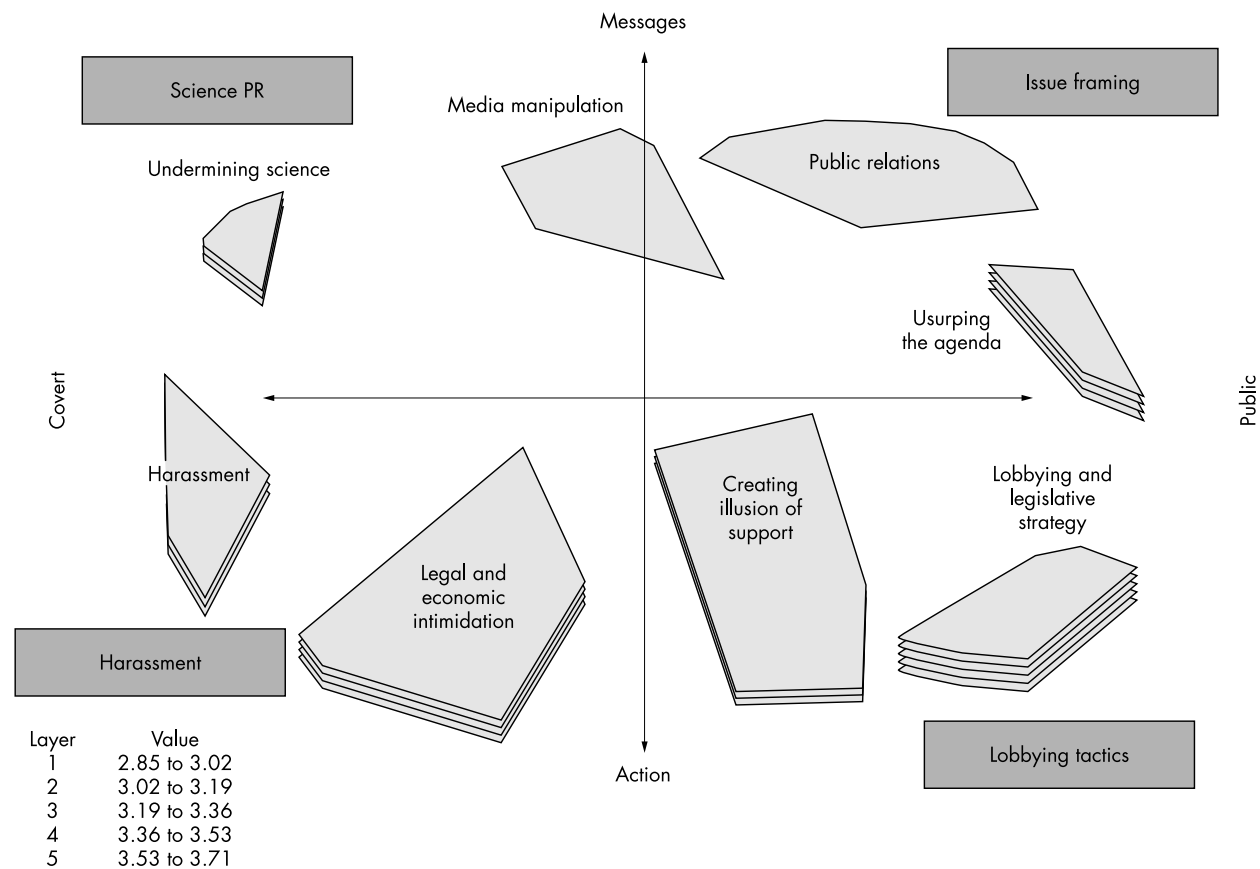 Messages
Science PR
Issue framing
Media manipulation
Public relations
Undermining science
Usurping
the agenda
Covert
Public
Harassment
Creating
illusion of
support
Lobbying and
legislative
strategy
Legal and
economic
intimidation
Harassment
Layer Value
1 2.85 to 3.02
2 3.02 to 3.19
3 3.19 to 3.36
4 3.36 to 3.53
5 3.53 to 3.71
Action
Lobbying tactics